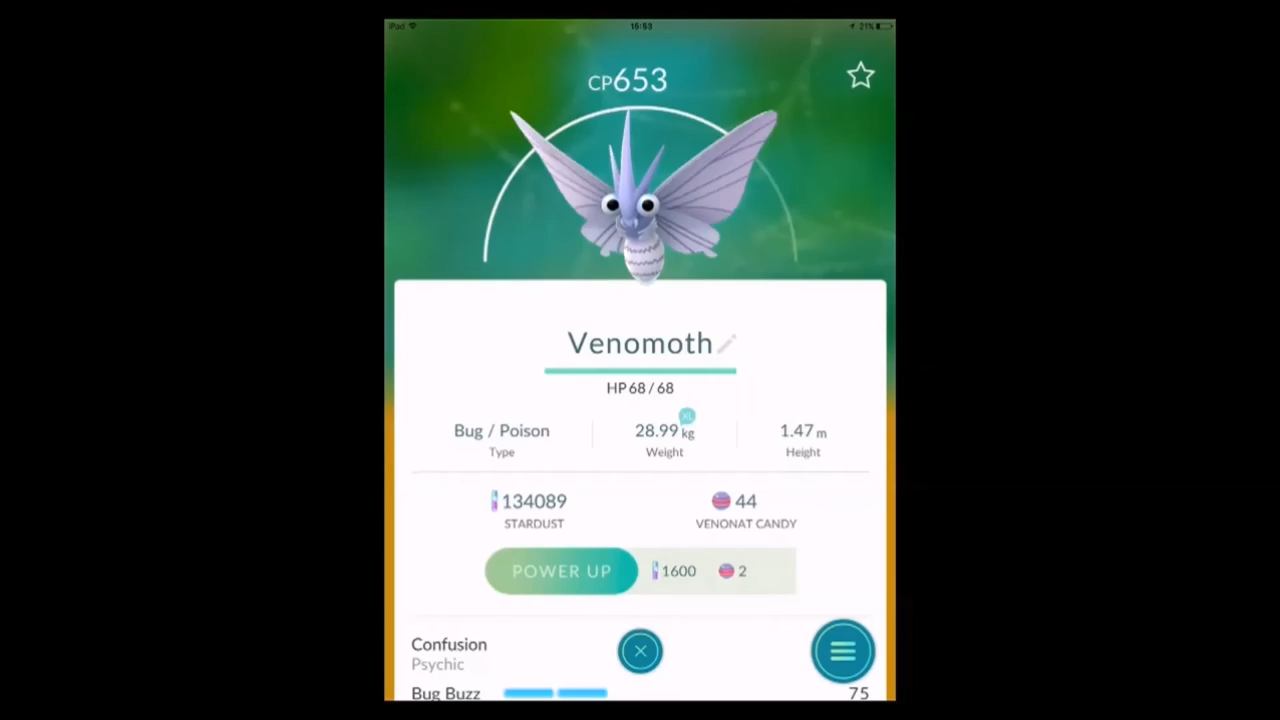 iPad 16:53 21%
CP653
Venomoth
HP 68 / 68
Bug / Poison 28.99 kg XL 1.47 m
Type Weight Height
134089 44
STARDUST VENONAT CANDY
POWER UP 1600 2
Confusion
Psychic
Bug Buzz 75